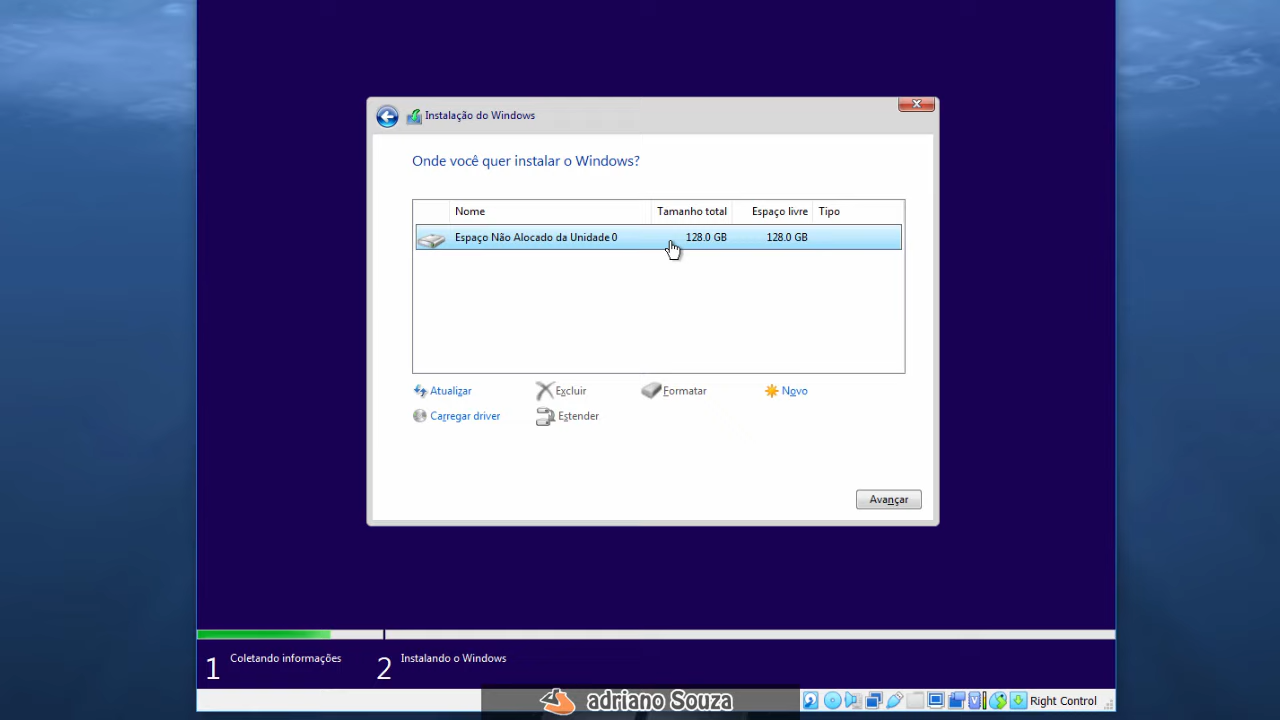 Instalação do Windows
Onde você quer instalar o Windows?
Nome Tamanho total Espaço livre Tipo
Espaço Não Alocado da Unidade 0 128.0 GB 128.0 GB
Atualizar Excluir Formatar Novo
Carregar driver Estender
Avançar
1 Coletando informações 2 Instalando o Windows
adriano Souza Right Control